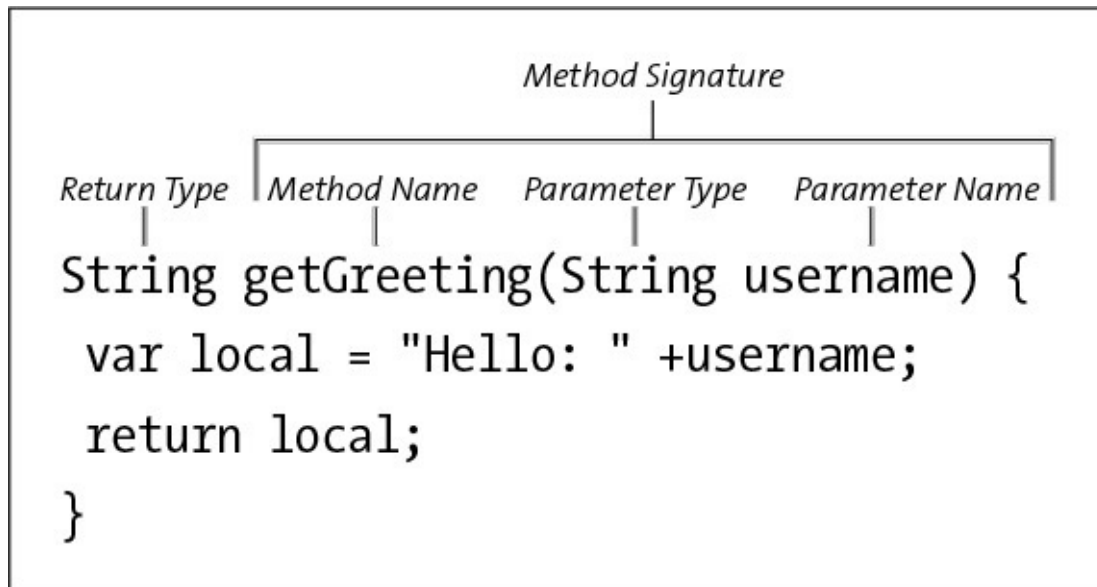 Method Signature
Return Type Method Name Parameter Type Parameter Name
String getGreeting(String username) {
var local = "Hello: " +username;
return local;
}